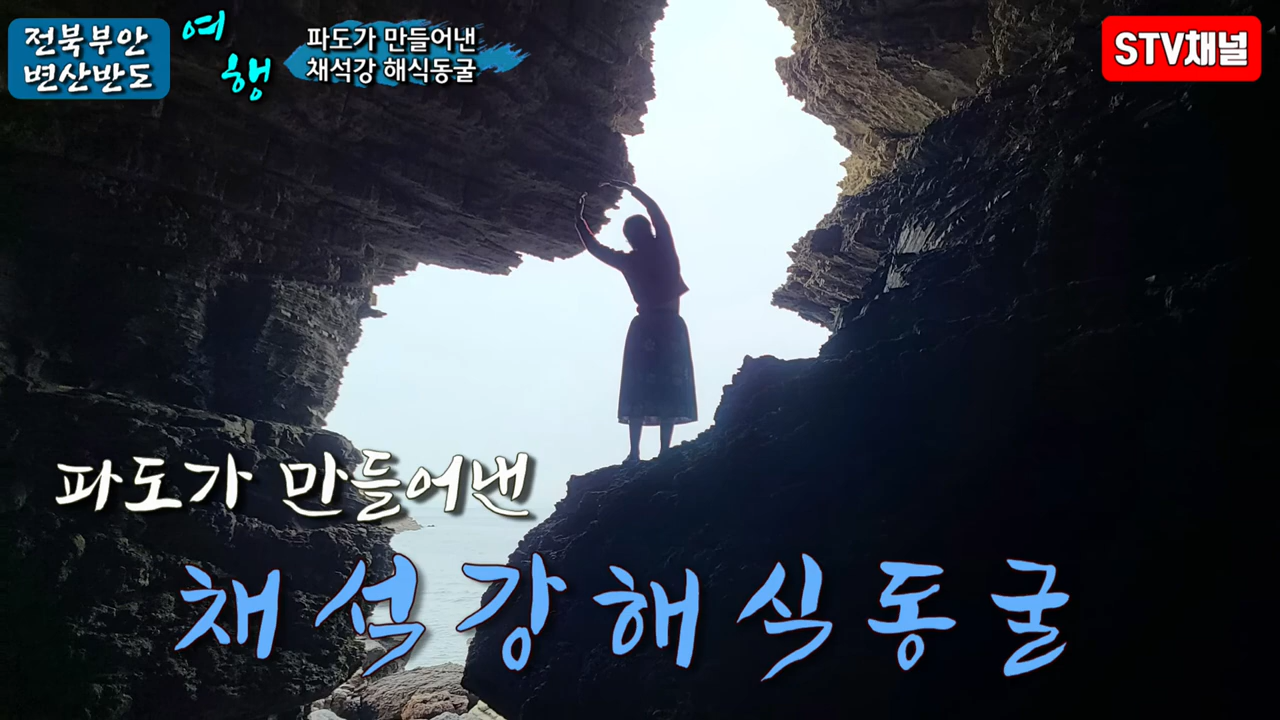 전북부안
변산반도
여행
파도가 만들어낸
채석강 해식동굴
STV채널
파도가 만들어낸
채석강해식동굴